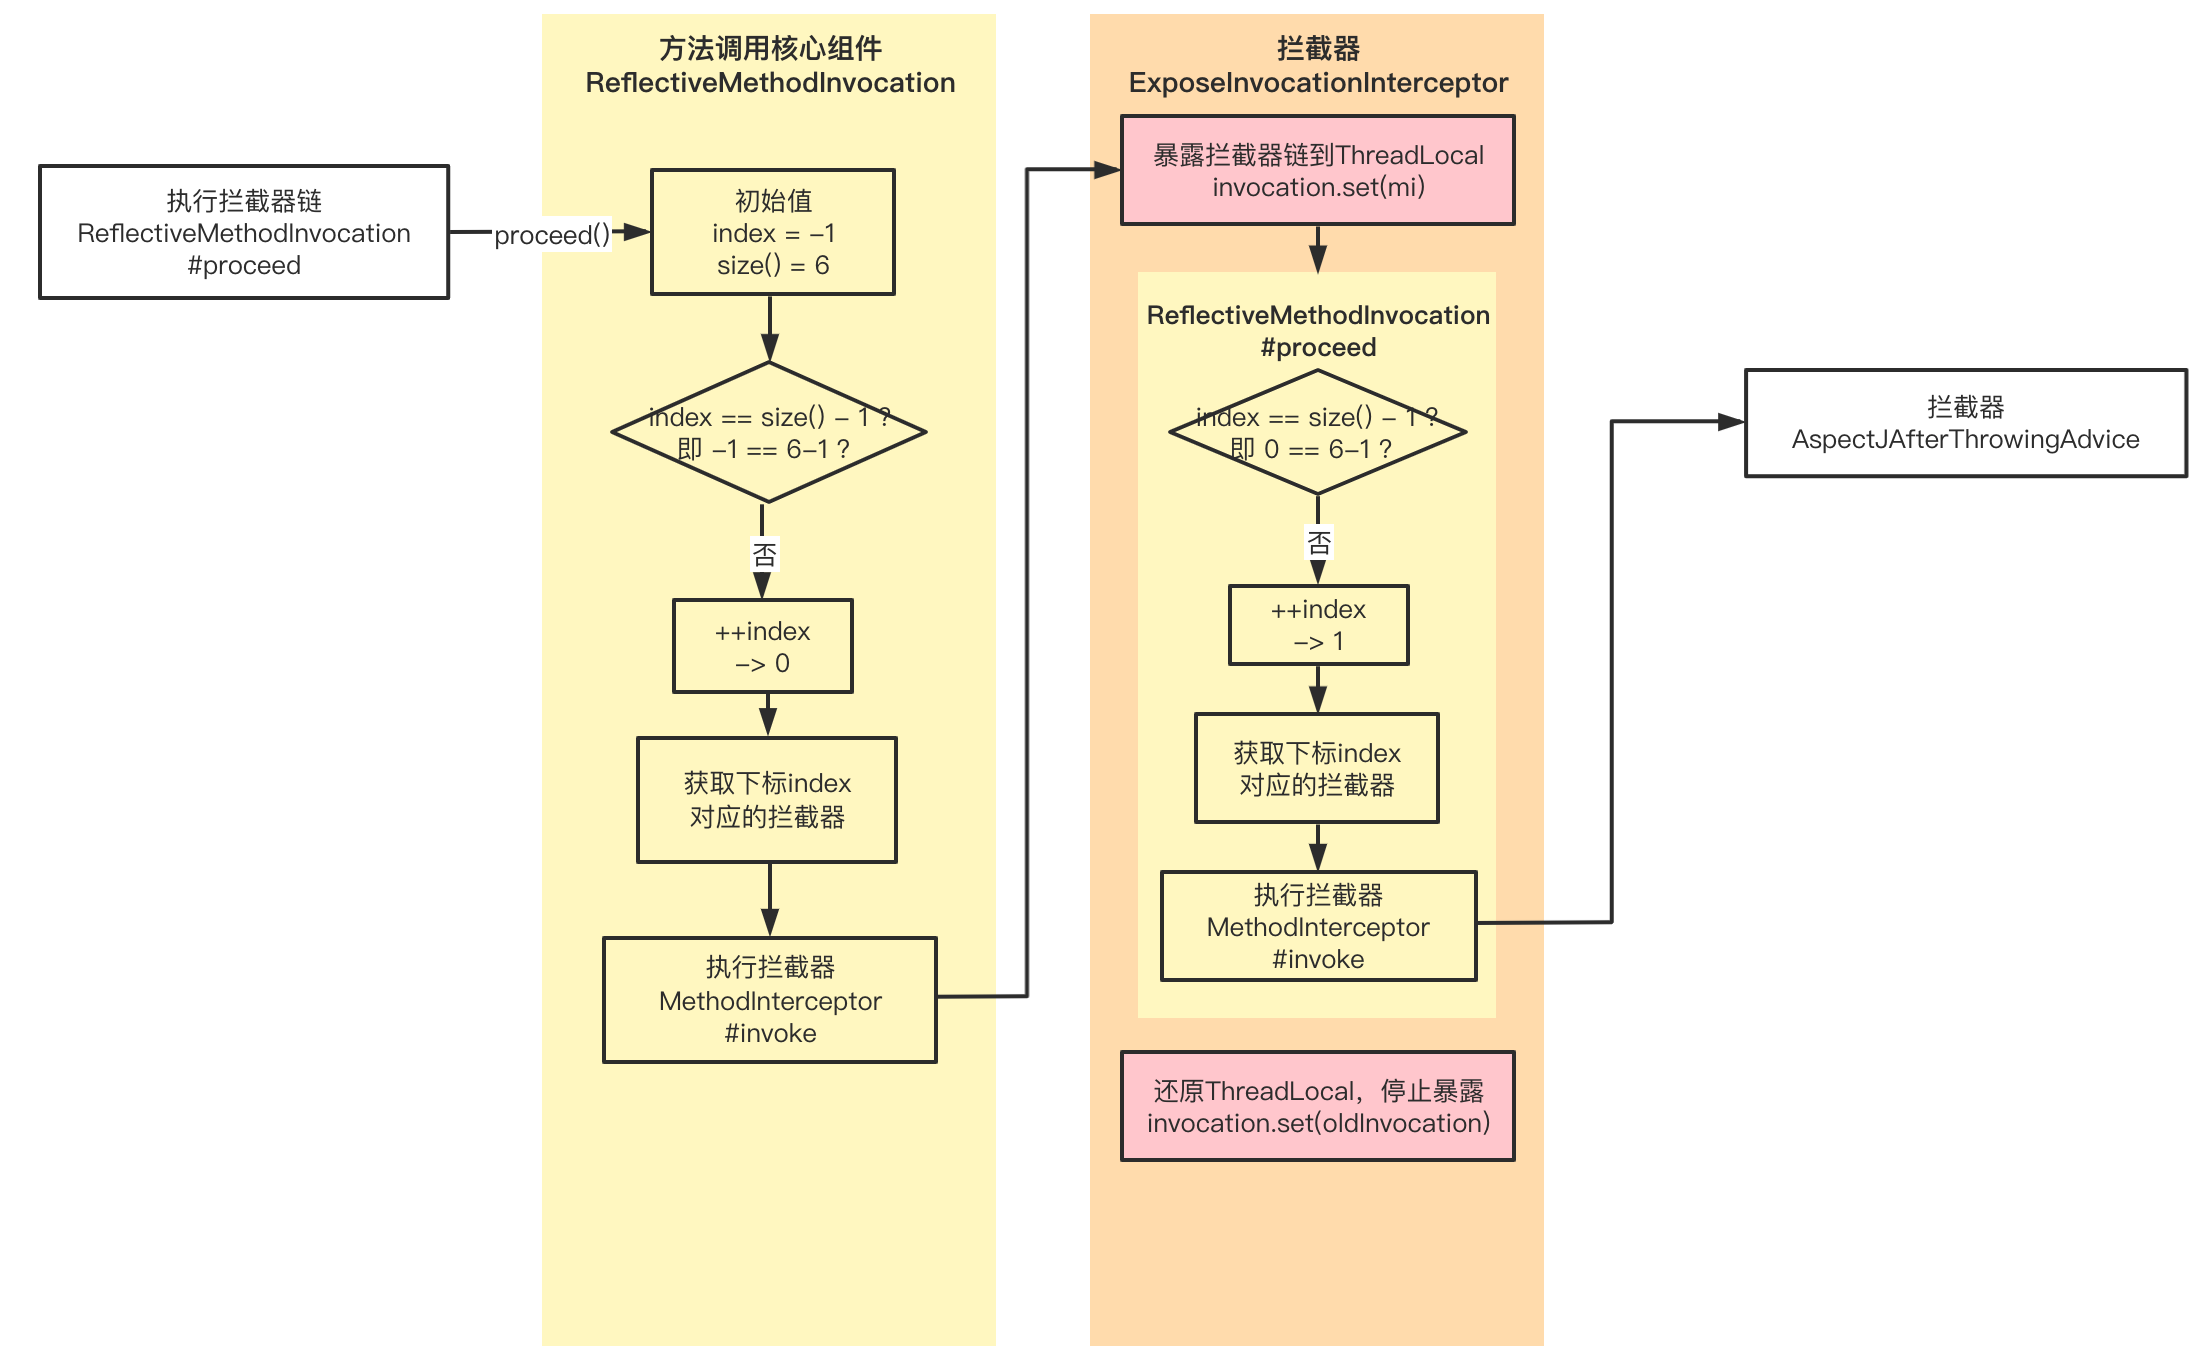 执行拦截器链
ReflectiveMethodInvocation
#proceed
proceed()
方法调用核心组件
ReflectiveMethodInvocation
初始值
index = -1
size() = 6
index == size() - 1 ?
即 -1 == 6-1 ?
否
++index
-> 0
获取下标index
对应的拦截器
执行拦截器
MethodInterceptor
#invoke
拦截器
ExposeInvocationInterceptor
暴露拦截器链到ThreadLocal
invocation.set(mi)
ReflectiveMethodInvocation
#proceed
index == size() - 1 ?
即 0 == 6-1 ?
否
++index
-> 1
获取下标index
对应的拦截器
执行拦截器
MethodInterceptor
#invoke
还原ThreadLocal，停止暴露
invocation.set(oldInvocation)
拦截器
AspectJAfterThrowingAdvice